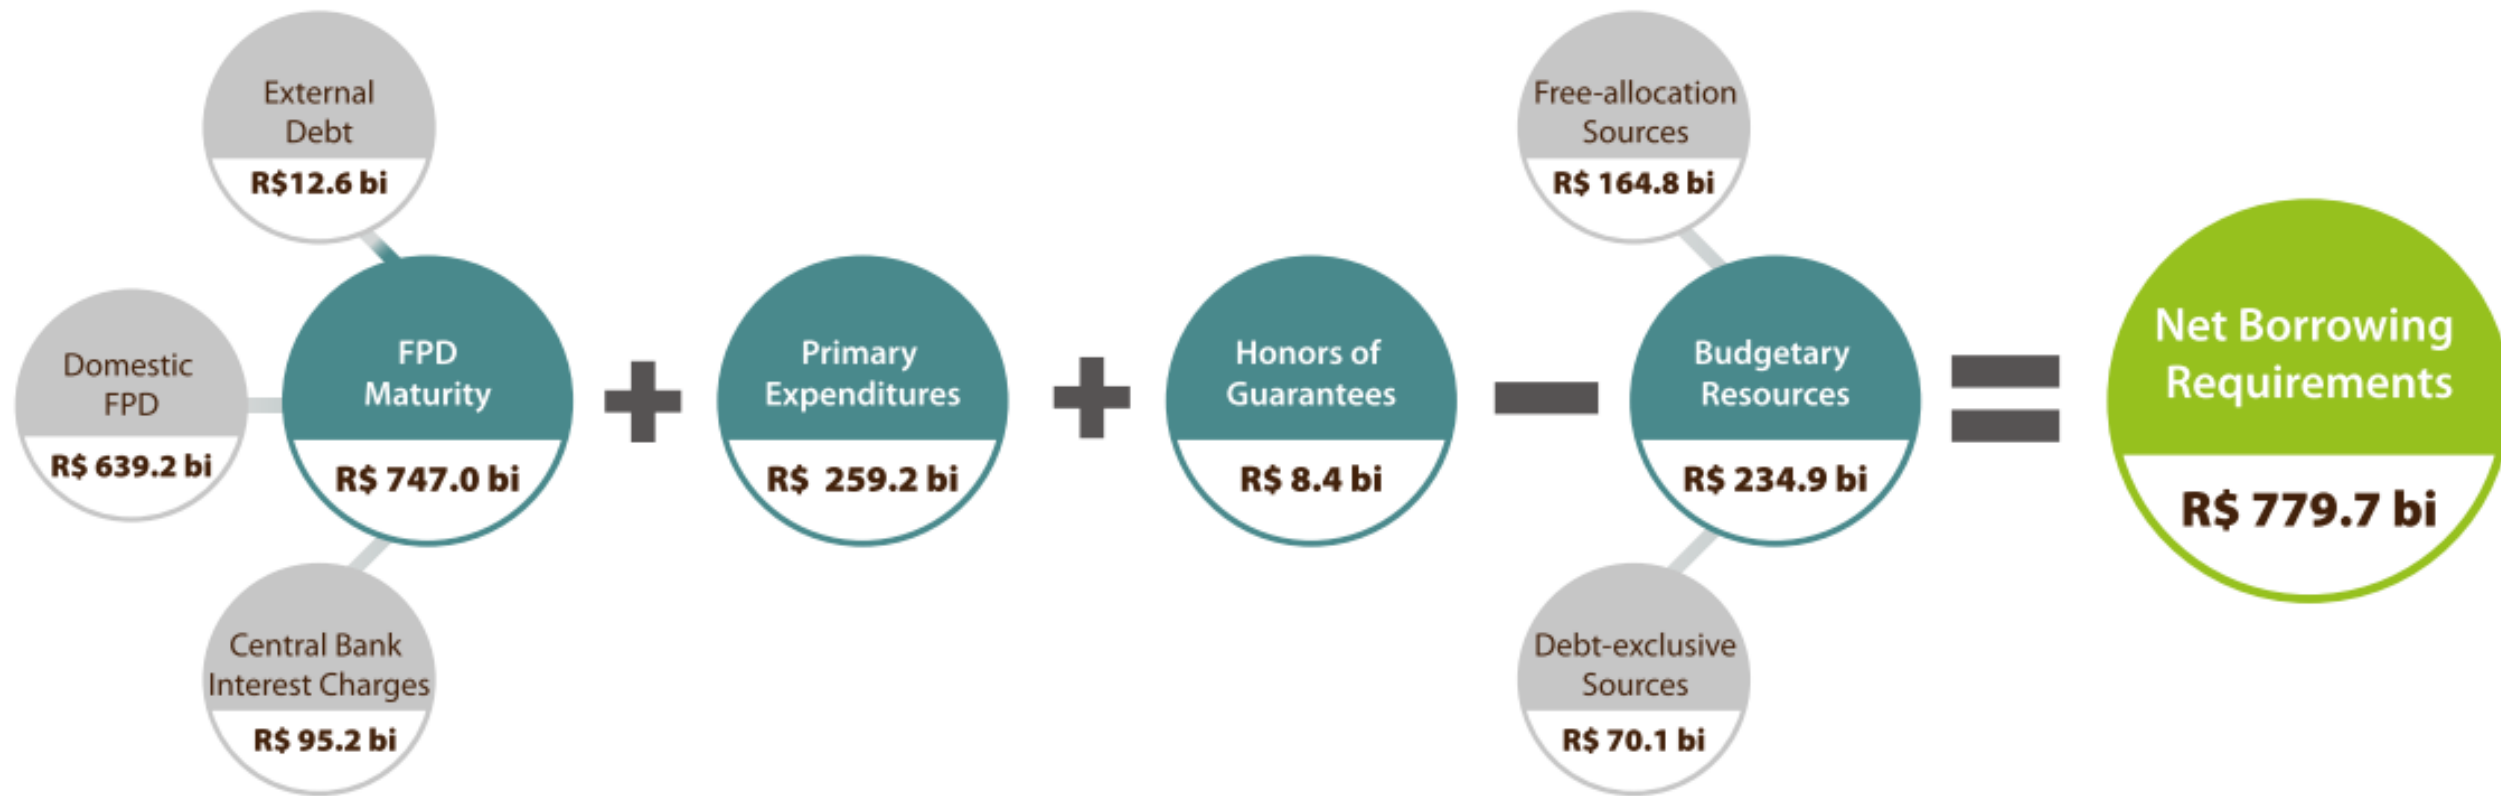 External
Debt
R$12.6 bi
Domestic
FPD
R$ 639.2 bi
Central Bank
Interest Charges
R$ 95.2 bi
FPD
Maturity
R$ 747.0 bi
+
Primary
Expenditures
R$ 259.2 bi
+
Honors of
Guarantees
R$ 8.4 bi
−
Free-allocation
Sources
R$ 164.8 bi
Budgetary
Resources
R$ 234.9 bi
Debt-exclusive
Sources
R$ 70.1 bi
=
Net Borrowing
Requirements
R$ 779.7 bi